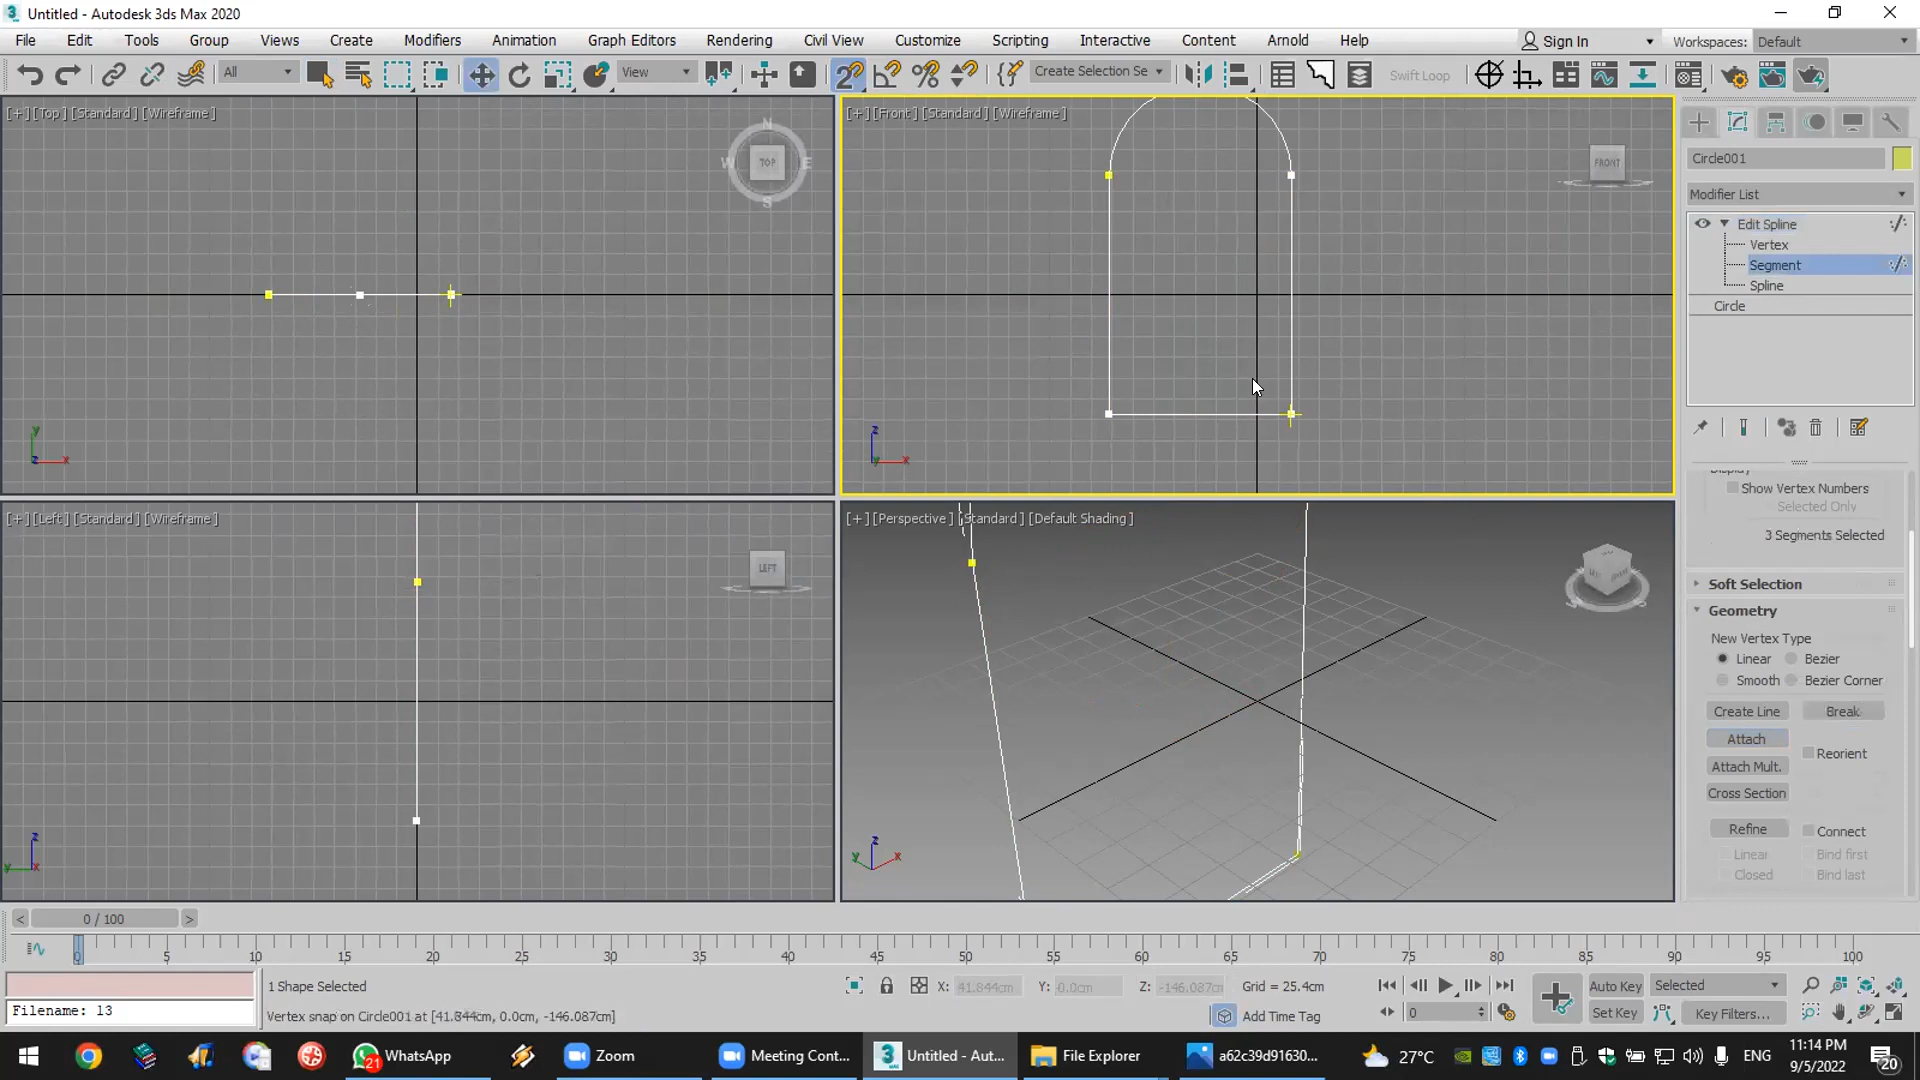 Untitled - Autodesk 3ds Max 2020
File Edit Tools Group Views Create Modifiers Animation Graph Editors Rendering Civil View Customize Scripting Interactive Content Arnold Help Sign In Workspaces: Default
All View Create Selection Se Swift Loop
[+] [Top] [Standard] [Wireframe]
N
W TOP E
S
y
z x
[+] [Front] [Standard] [Wireframe]
FRONT
z
y x
[+] [Left] [Standard] [Wireframe]
LEFT
z
y x
[+] [Perspective] [Standard] [Default Shading]
z
y x
Circle001
Modifier List
Edit Spline
Vertex
Segment
Spline
Circle
Display
Show Vertex Numbers
Selected Only
3 Segments Selected
Soft Selection
Geometry
New Vertex Type
Linear Bezier
Smooth Bezier Corner
Create Line Break
Attach
Reorient
Attach Mult.
Cross Section
Refine Connect
Linear Bind first
Closed Bind last
< 0 / 100 >
0 5 10 15 20 25 30 35 40 45 50 55 60 65 70 75 80 85 90 95 100
1 Shape Selected X: 41.844cm Y: 0.0cm Z: -146.087cm Grid = 25.4cm Auto Key Selected
Filename: 13
Vertex snap on Circle001 at [41.844cm, 0.0cm, -146.087cm] Add Time Tag 0 Set Key Key Filters...
21 WhatsApp Zoom Meeting Cont... Untitled - Aut... File Explorer a62c39d91630... 27°C ENG 11:14 PM
9/5/2022
20